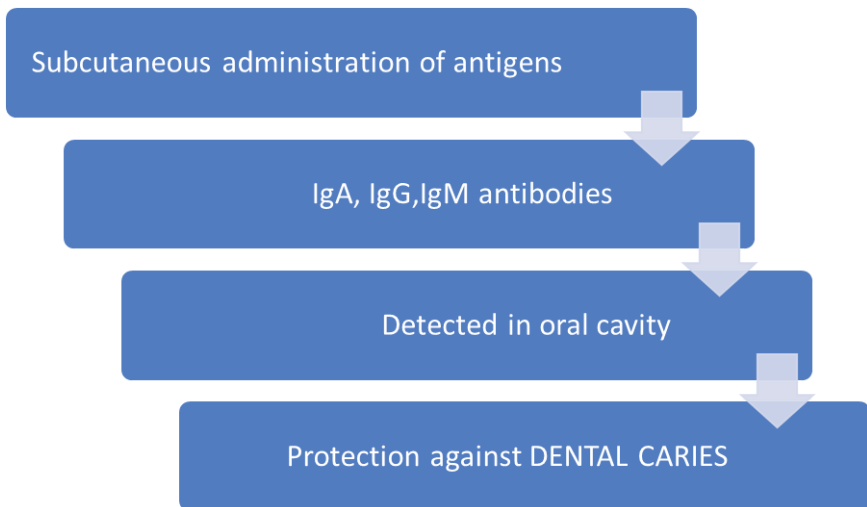 Subcutaneous administration of antigens
IgA, IgG,IgM antibodies
Detected in oral cavity
Protection against DENTAL CARIES